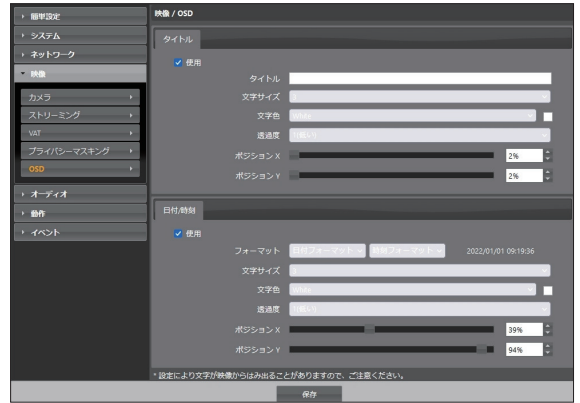 簡単設定
システム
ネットワーク
映像
カメラ
ストリーミング
VAT
プライバシーマスキング
OSD
オーディオ
動作
イベント
映像 / OSD
タイトル
使用
タイトル
文字サイズ 2
文字色 White
透過度
ポジション X 2%
ポジション Y 2%
日付/時刻
使用
フォーマット 日付フォーマット 時刻フォーマット 2022/01/01 09:19:36
文字サイズ 2
文字色 White
透過度
ポジション X 39%
ポジション Y 94%
* 設定により文字が映像からはみ出ることがありますので、ご注意ください。
保存